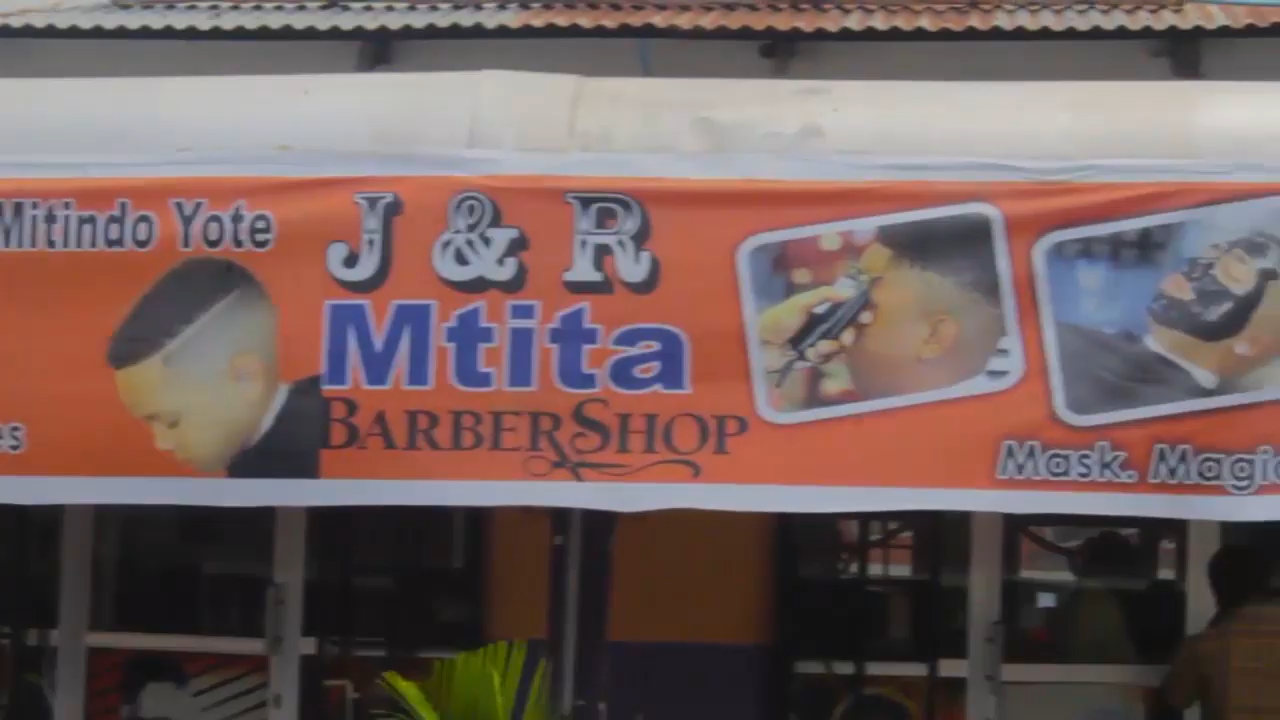 Mitindo Yote
J & R
Mtita
BARBERSHOP
Mask. Magic